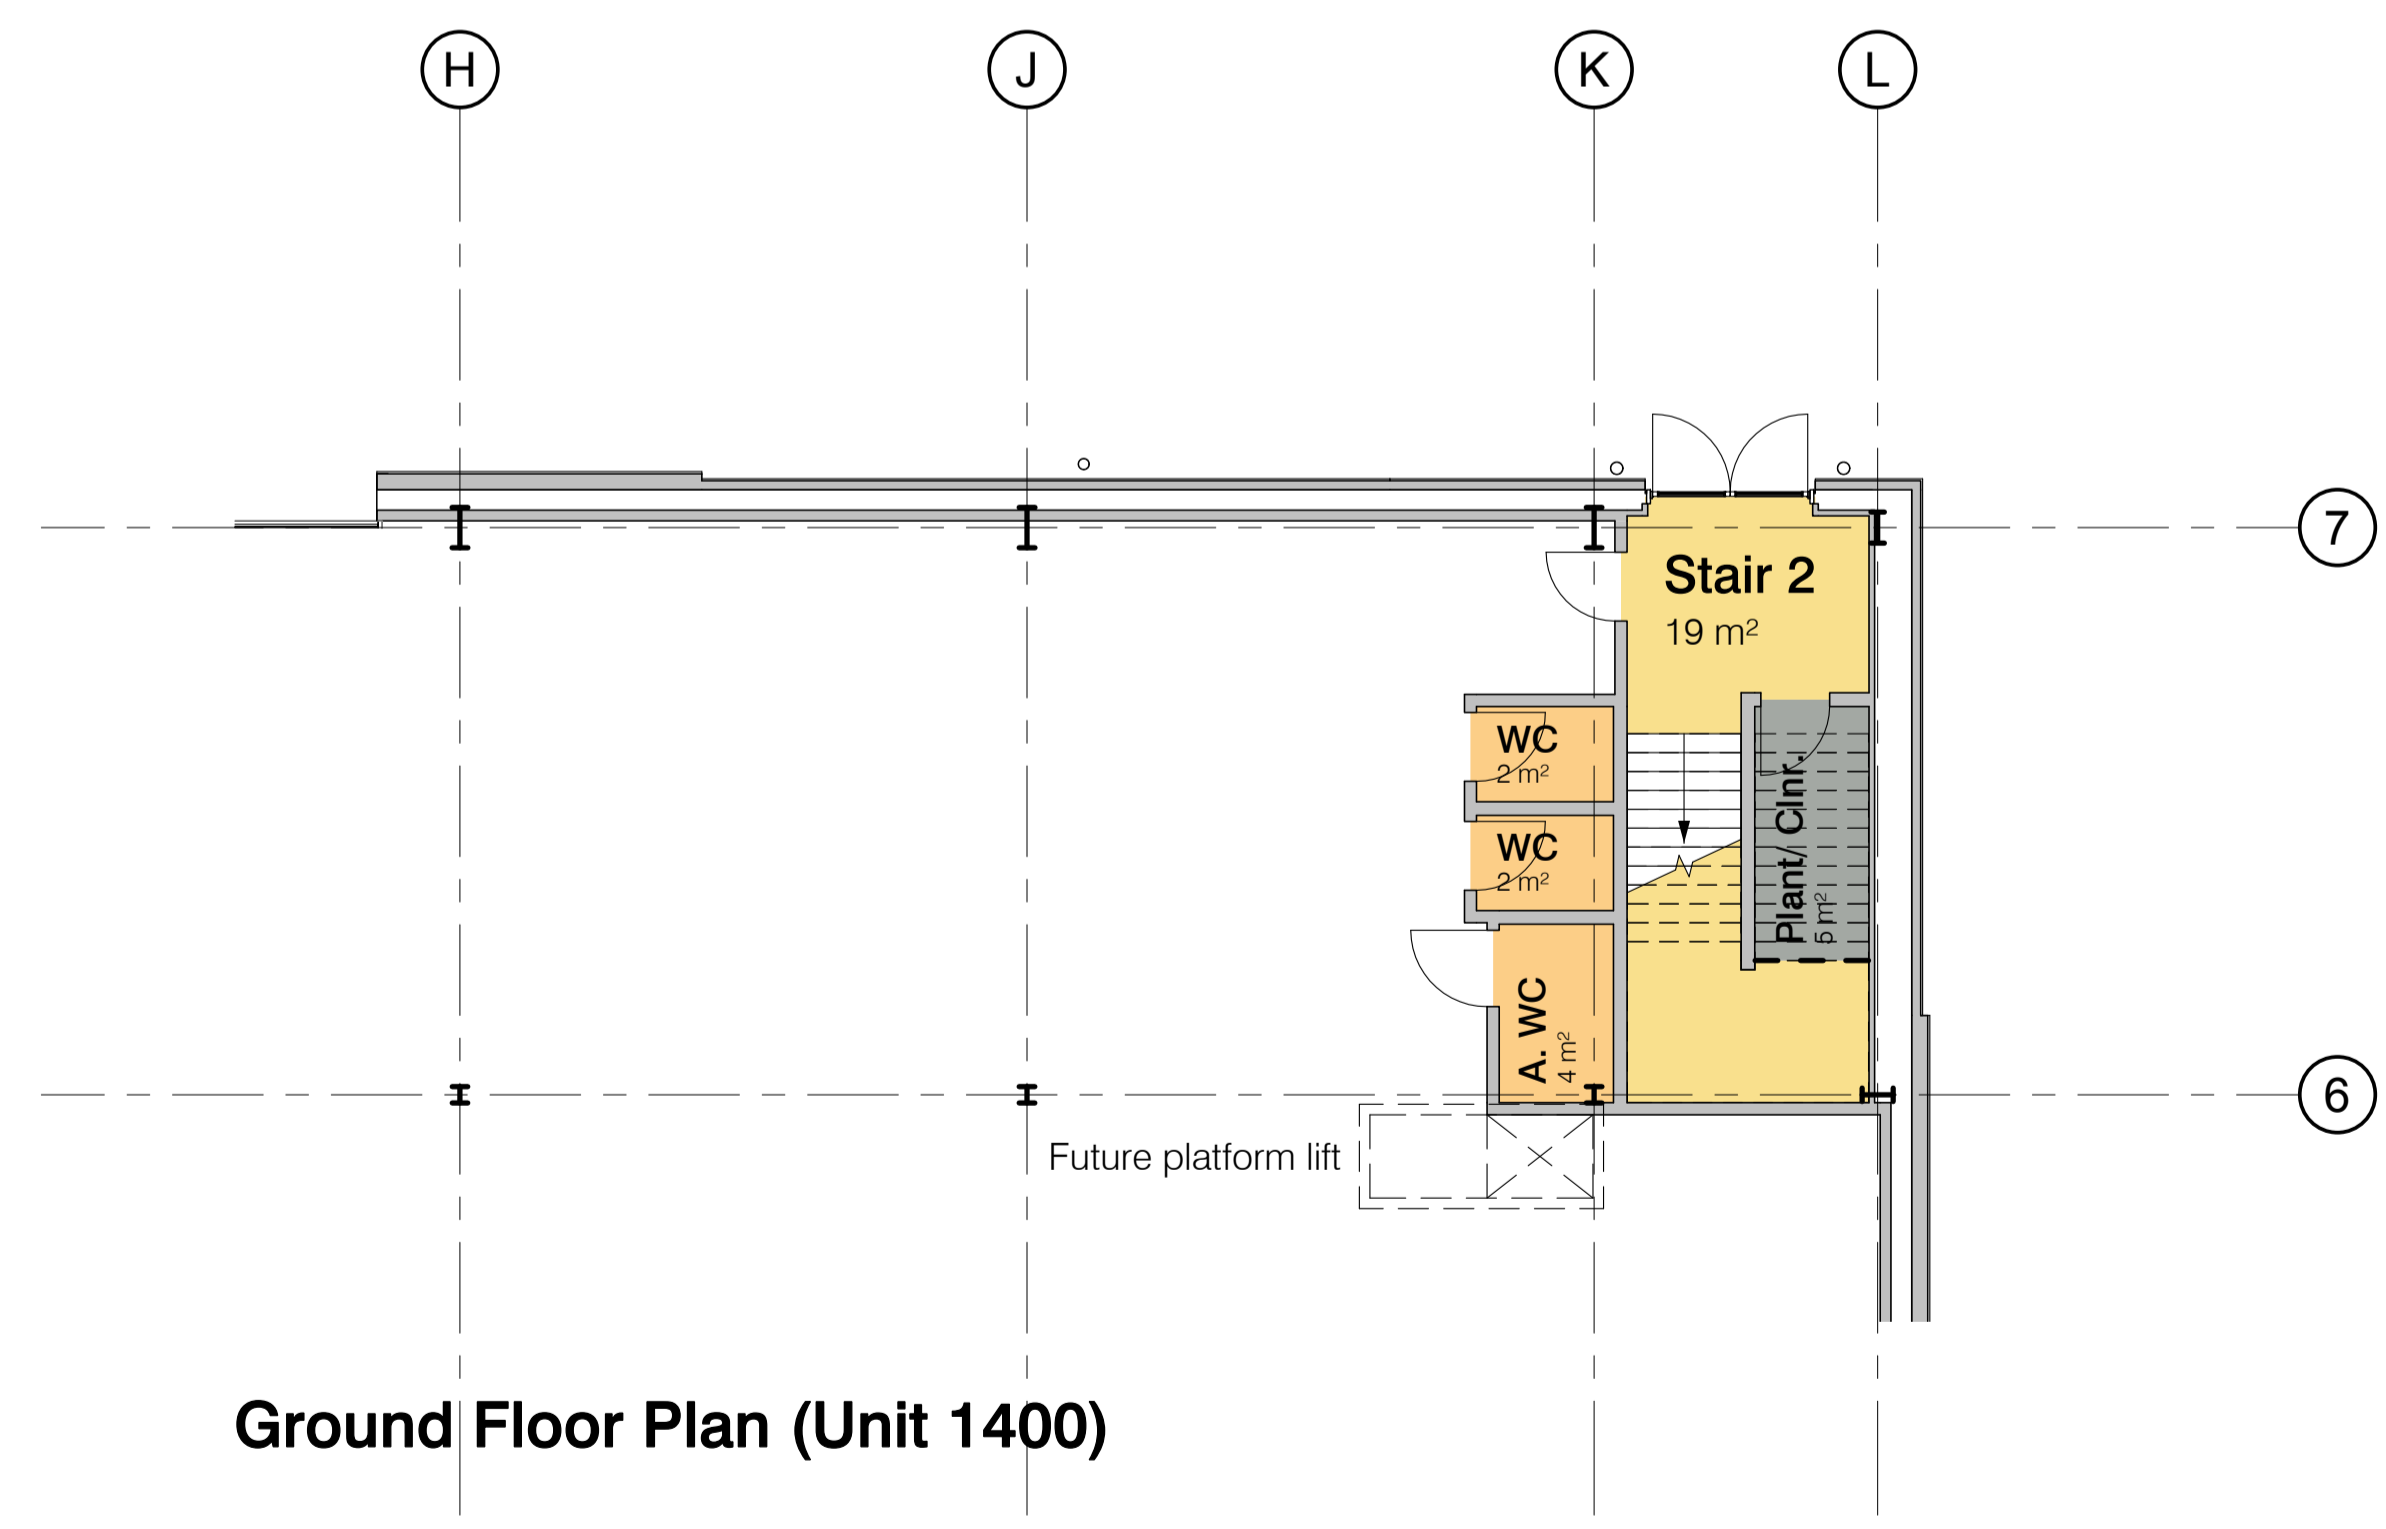 H
J
K
L
7
Stair 2
19 m²
WC
2 m²
WC
2 m²
Plant/ Clnr.
5 m²
A. WC
4 m²
6
Future platform lift
Ground Floor Plan (Unit 1400)